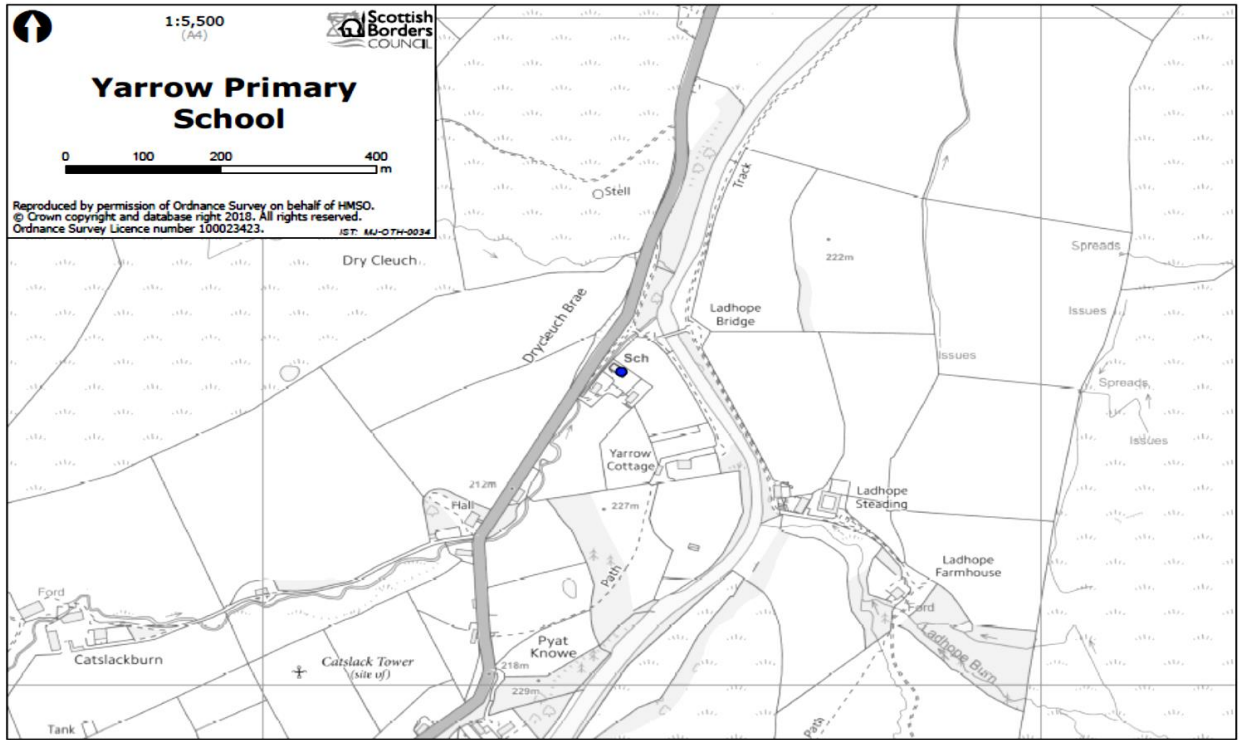 1:5,500
(A4)
Scottish
Borders
COUNCIL
Yarrow Primary
School
0 100 200 400
m
Reproduced by permission of Ordnance Survey on behalf of HMSO.
© Crown copyright and database right 2018. All rights reserved.
Ordnance Survey Licence number 100023423.
IST: MJ-OTH-0034
Track
Stell
Dry Cleuch
222m
Spreads
Drycleuch Brae
Ladhope
Bridge
Issues
Sch
Issues
Spreads
Issues
Yarrow
Cottage
212m
Hall
227m
Ladhope
Steading
Ladhope
Farmhouse
Path
Ford
Ford
Pyat
Knowe
Ladhope Burn
Catslackburn
Catslack Tower
(site of)
218m
229m
Tank
Path